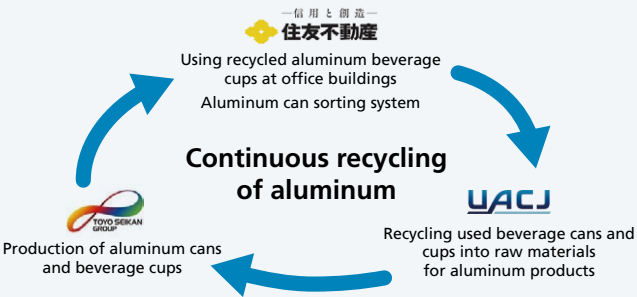 ―信用と創造―
住友不動産
Using recycled aluminum beverage
cups at office buildings
Aluminum can sorting system
Continuous recycling
of aluminum
TOYO SEIKAN
GROUP
Production of aluminum cans
and beverage cups
UACJ
Recycling used beverage cans and
cups into raw materials
for aluminum products